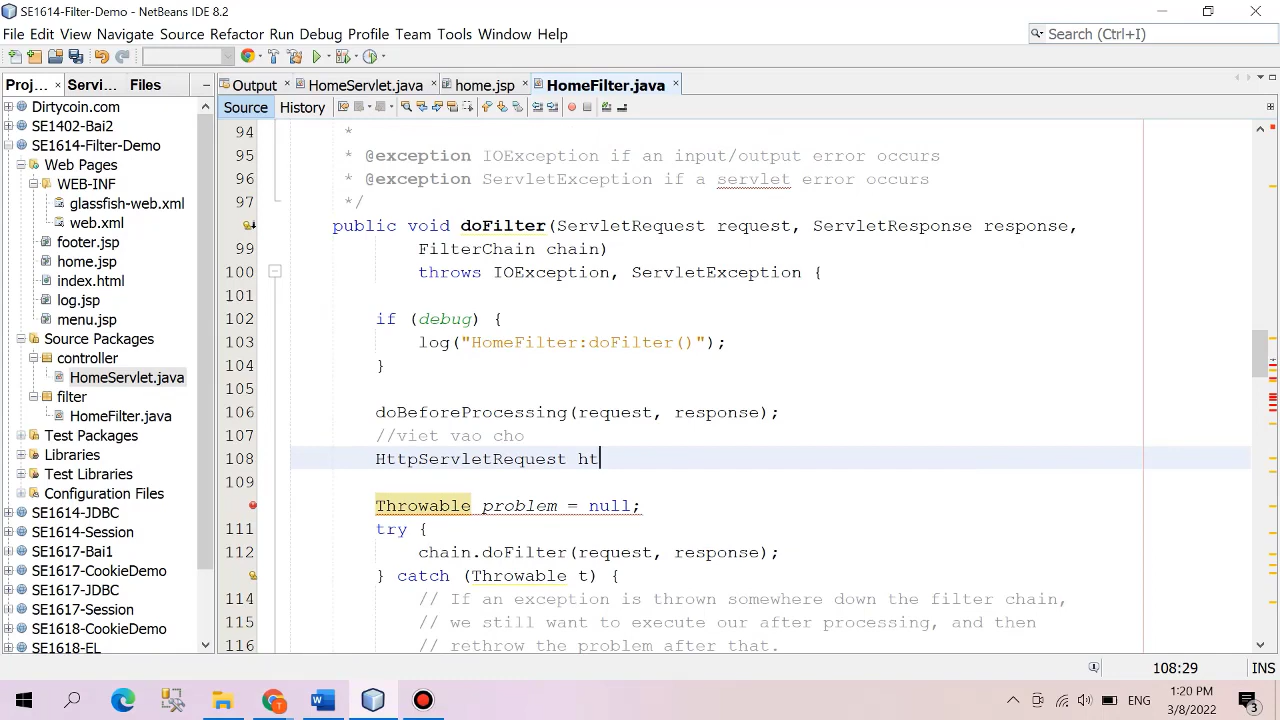 SE1614-Filter-Demo - NetBeans IDE 8.2
File Edit View Navigate Source Refactor Run Debug Profile Team Tools Window Help
Search (Ctrl+I)
Proj... × Servi... Files
Output × HomeServlet.java × home.jsp × HomeFilter.java ×
Source History
Dirtycoin.com
SE1402-Bai2
SE1614-Filter-Demo
Web Pages
WEB-INF
glassfish-web.xml
web.xml
footer.jsp
home.jsp
index.html
log.jsp
menu.jsp
Source Packages
controller
HomeServlet.java
filter
HomeFilter.java
Test Packages
Libraries
Test Libraries
Configuration Files
SE1614-JDBC
SE1614-Session
SE1617-Bai1
SE1617-CookieDemo
SE1617-JDBC
SE1617-Session
SE1618-CookieDemo
SE1618-EL
94 *
95 * @exception IOException if an input/output error occurs
96 * @exception ServletException if a servlet error occurs
97 */
public void doFilter(ServletRequest request, ServletResponse response,
99 FilterChain chain)
100 throws IOException, ServletException {
101
102 if (debug) {
103 log("HomeFilter:doFilter()");
104 }
105
106 doBeforeProcessing(request, response);
107 //viet vao cho
108 HttpServletRequest ht
109
Throwable problem = null;
111 try {
112 chain.doFilter(request, response);
} catch (Throwable t) {
114 // If an exception is thrown somewhere down the filter chain,
115 // we still want to execute our after processing, and then
116 // rethrow the problem after that.
108:29 INS
ENG
1:20 PM
3/8/2022
3